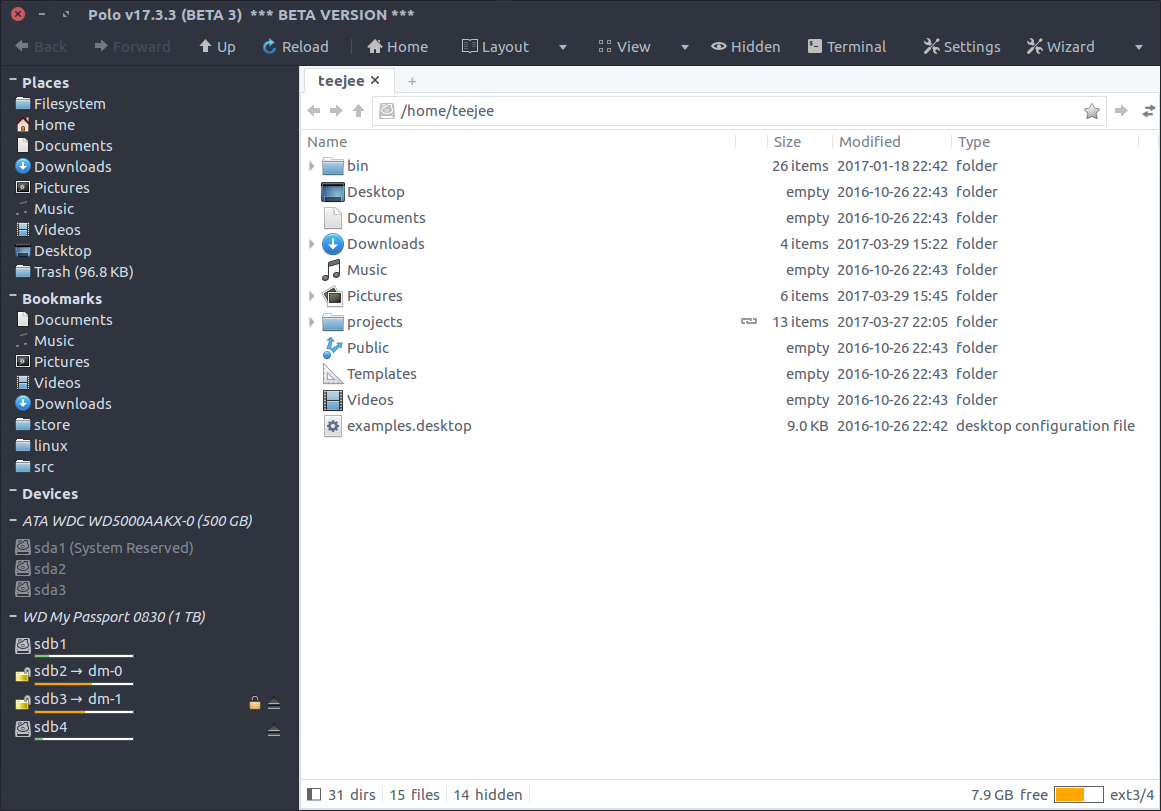 Polo v17.3.3 (BETA 3)  *** BETA VERSION ***
Back Forward Up Reload Home Layout View Hidden Terminal Settings Wizard
Places
Filesystem
Home
Documents
Downloads
Pictures
Music
Videos
Desktop
Trash (96.8 KB)
Bookmarks
Documents
Music
Pictures
Videos
Downloads
store
linux
src
Devices
ATA WDC WD5000AAKX-0 (500 GB)
sda1 (System Reserved)
sda2
sda3
WD My Passport 0830 (1 TB)
sdb1
sdb2 → dm-0
sdb3 → dm-1
sdb4
teejee
/home/teejee
Name Size Modified Type
bin 26 items 2017-01-18 22:42 folder
Desktop empty 2016-10-26 22:43 folder
Documents empty 2016-10-26 22:43 folder
Downloads 4 items 2017-03-29 15:22 folder
Music empty 2016-10-26 22:43 folder
Pictures 6 items 2017-03-29 15:45 folder
projects 13 items 2017-03-27 22:05 folder
Public empty 2016-10-26 22:43 folder
Templates empty 2016-10-26 22:43 folder
Videos empty 2016-10-26 22:43 folder
examples.desktop 9.0 KB 2016-10-26 22:42 desktop configuration file
31 dirs 15 files 14 hidden 7.9 GB free ext3/4